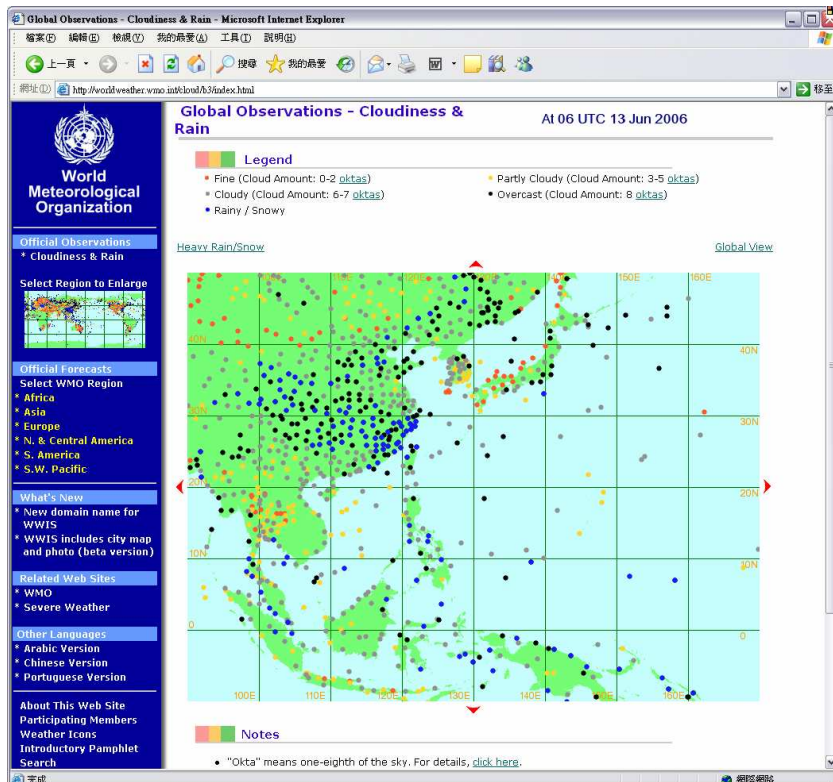 Global Observations - Cloudiness & Rain - Microsoft Internet Explorer
檔案(F) 編輯(E) 檢視(V) 我的最愛(A) 工具(T) 說明(H)
上一頁 搜尋 我的最愛
網址(D) http://worldweather.wmo.int/cloud/b3/index.html 移至
World
Meteorological
Organization
Official Observations
* Cloudiness & Rain
Select Region to Enlarge
Official Forecasts
Select WMO Region
* Africa
* Asia
* Europe
* N. & Central America
* S. America
* S.W. Pacific
What's New
* New domain name for
WWIS
* WWIS includes city map
and photo (beta version)
Related Web Sites
* WMO
* Severe Weather
Other Languages
* Arabic Version
* Chinese Version
* Portuguese Version
About This Web Site
Participating Members
Weather Icons
Introductory Pamphlet
Search
Global Observations - Cloudiness &
Rain
At 06 UTC 13 Jun 2006
Legend
• Fine (Cloud Amount: 0-2 oktas) • Partly Cloudy (Cloud Amount: 3-5 oktas)
• Cloudy (Cloud Amount: 6-7 oktas) • Overcast (Cloud Amount: 8 oktas)
• Rainy / Snowy
Heavy Rain/Snow Global View
150E 160E
40N 40N
30N 30N
20N 20N
10N
0 0
100E 110E 120E 130E 140E 160E
Notes
• "Okta" means one-eighth of the sky. For details, click here.
完成 網際網路